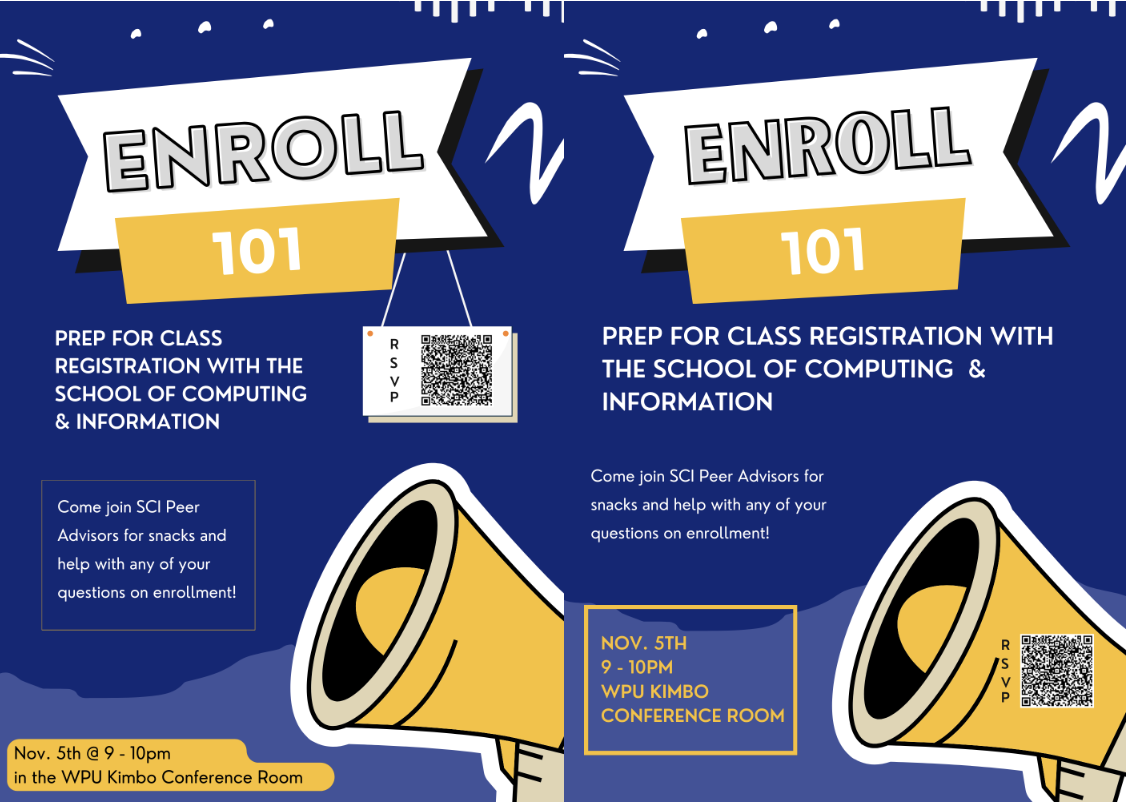 ENROLL
101
PREP FOR CLASS
REGISTRATION WITH THE
SCHOOL OF COMPUTING
& INFORMATION
R
S
V
P
Come join SCI Peer
Advisors for snacks and
help with any of your
questions on enrollment!
Nov. 5th @ 9 - 10pm
in the WPU Kimbo Conference Room
ENROLL
101
PREP FOR CLASS REGISTRATION WITH
THE SCHOOL OF COMPUTING &
INFORMATION
Come join SCI Peer Advisors for
snacks and help with any of your
questions on enrollment!
NOV. 5TH
9 - 10PM
WPU KIMBO
CONFERENCE ROOM
R
S
V
P